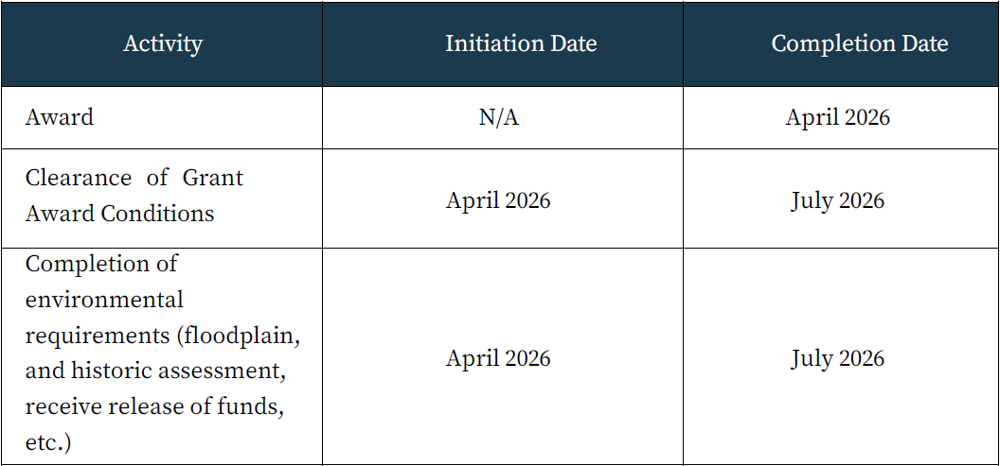 Activity Initiation Date Completion Date
Award N/A April 2026
Clearance of Grant
Award Conditions
April 2026 July 2026
Completion of
environmental
requirements (floodplain,
and historic assessment,
receive release of funds,
etc.)
April 2026 July 2026